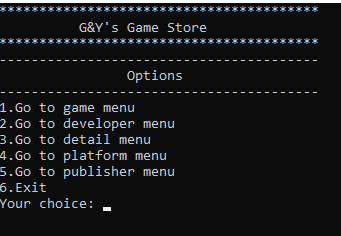 ****************************************
G&Y's Game Store
****************************************
----------------------------------------
Options
----------------------------------------
1.Go to game menu
2.Go to developer menu
3.Go to detail menu
4.Go to platform menu
5.Go to publisher menu
6.Exit
Your choice: _